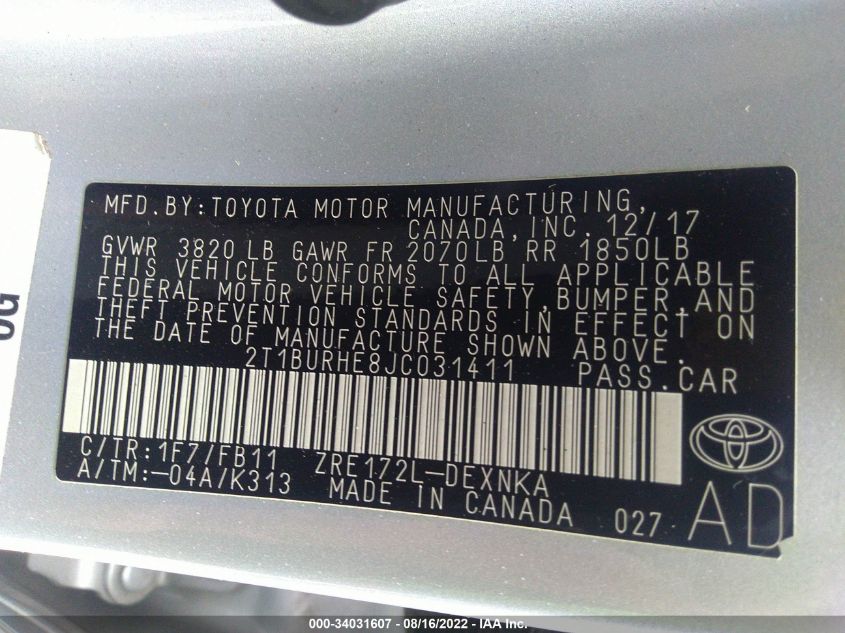 MFD.BY:TOYOTA MOTOR MANUFACTURING,
CANADA,INC. 12/17
GVWR 3820 LB GAWR FR 2070LB RR 1850LB
THIS VEHICLE CONFORMS TO ALL APPLICABLE
FEDERAL MOTOR VEHICLE SAFETY,BUMPER,AND
THEFT PREVENTION STANDARDS IN EFFECT ON
THE DATE OF MANUFACTURE SHOWN ABOVE.
2T1BURHE8JC031411 PASS.CAR
C/TR:1F7/FB11 ZRE172L-DEXNKA
A/TM:-04A/K313 MADE IN CANADA 027 AD
000-34031607 - 08/16/2022 - IAA Inc.